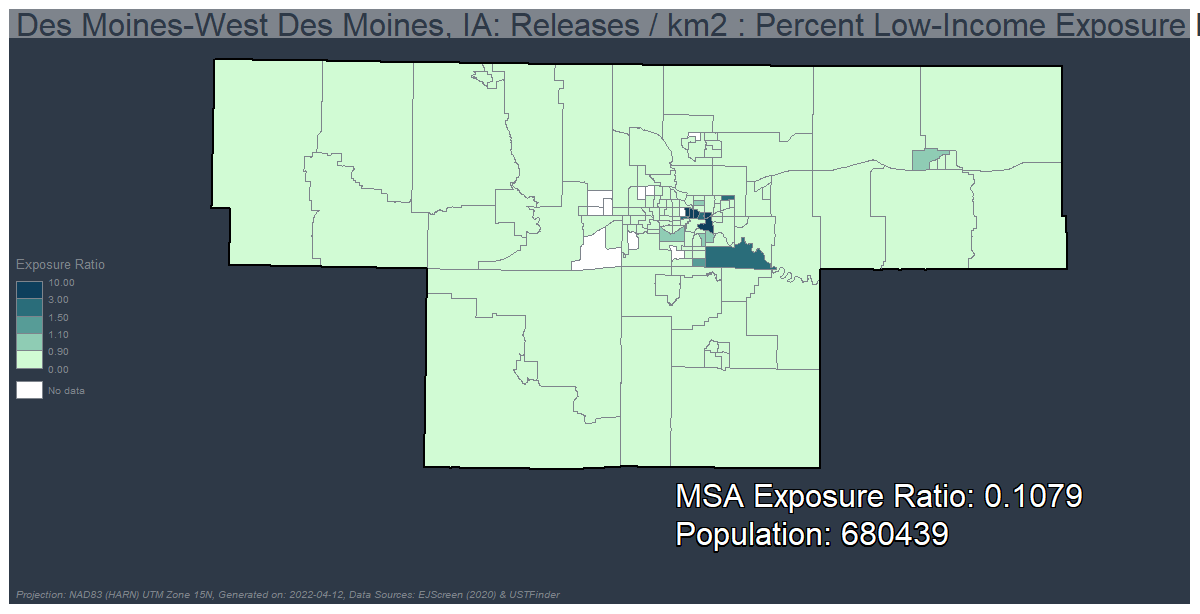 Des Moines-West Des Moines, IA: Releases / km2 : Percent Low-Income Exposure
Exposure Ratio
10.00
3.00
1.50
1.10
0.90
0.00
No data
MSA Exposure Ratio: 0.1079
Population: 680439
Projection: NAD83 (HARN) UTM Zone 15N, Generated on: 2022-04-12, Data Sources: EJScreen (2020) & USTFinder